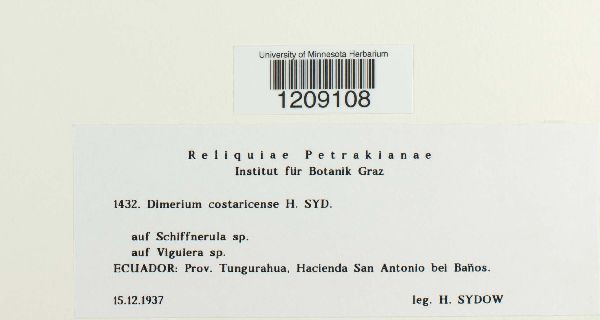 University of Minnesota Herbarium
1209108
Reliquiae Petrakianae
Institut für Botanik Graz
1432. Dimerium costaricense H. SYD.
auf Schiffnerula sp.
auf Viguiera sp.
ECUADOR: Prov. Tungurahua, Hacienda San Antonio bei Baños.
15.12.1937 leg. H. SYDOW